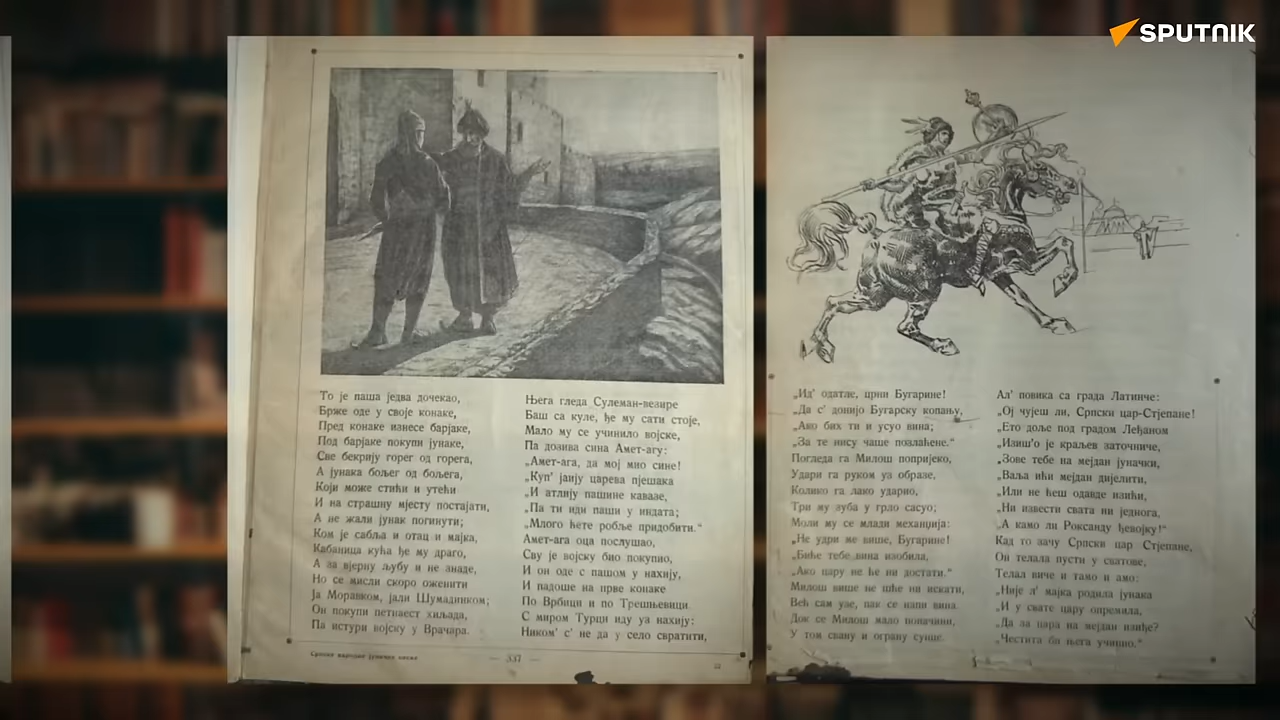 SPUTNIK
То је паша једва дочекао,
Брже оде у своје конаке,
Пред конаке изнесе барјаке,
Под барјаке покупи јунаке,
Све бекрију горег од горега,
А јунака бољег од бољега,
Који може стићи и утећи
И на страшну мјесту постајати,
А не жали јунак погинути;
Ком је сабља и отац и мајка,
Кабаница кућа ђе му драго,
А за вјерну љубу и не знаде,
Но се мисли скоро оженити
Ја Моравком, јали Шумадинком;
Он покупи петнаест хиљада,
Па истури војску у Врачара.
Њега гледа Сулеман-везире
Баш са куле, ђе му сати стоје,
Мало му се учинило војске,
Па дозива сина Амет-агу:
„Амет-ага, да мој мио сине!
„Куп' јаију царева пјешака
„И атлију пашине кавазе,
„Па ти иди паши у индата;
„Млого ћете робље придобити.“
Амет-ага оца послушао,
Сву је војску био покупио,
И он оде с пашом у нахију,
И падоше на прве конаке
По Врбици и по Трешњевици
С миром Турци иду уа нахију:
Ником' с' не да у село свратити,
Српске народне јуначке песме
— 337 —
22
„Ид' одатле, црни Бугарине!
„Да с' донијо Бугарску копању,
„Ако бих ти и усуо вина;
„За те нису чаше позлаћене.“
Погледа га Милош попријеко,
Удари га руком уа образе,
Колико га лако ударио,
Три му зуба у грло сасуо;
Моли му се млади механџија:
„Не удри ме више, Бугарине!
„Биће тебе вина изобила,
„Ако цару не ће ни достати.“
Милош више не шће ни искати,
Већ сам узе, пак се напи вина.
Док се Милош мало поначини,
У том свану и ограну сунце.
Ал' повика са града Латинче:
„Ој чујеш ли, Српски цар-Стјепане!
„Ето доље под градом Леђаном
„Изиш'о је краљев заточниче,
„Зове тебе на мејдан јуначки,
„Ваља ићи мејдан дијелити,
„Или не ћеш одавде изићи,
„Ни извести свата ни једнога,
„А камо ли Роксанду ђевојку!“
Кад то зачу Српски цар Стјепане,
Он телала пусти у сватове,
Телал виче и тамо и амо:
„Није л' мајка родила јунака
„И у свате цару опремила,
„Да за цара на мејдан изиђе?
„Честита би њега учинио.“